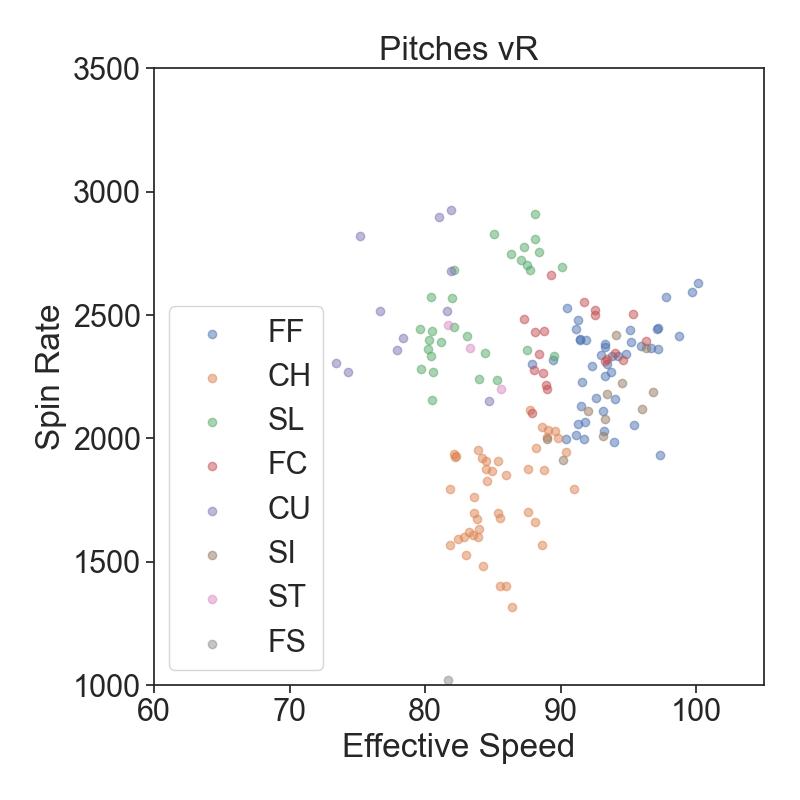 Pitches vR
3500
3000
2500
2000
1500
1000
Spin Rate
FF
CH
SL
FC
CU
SI
ST
FS
60
70
80
90
100
Effective Speed